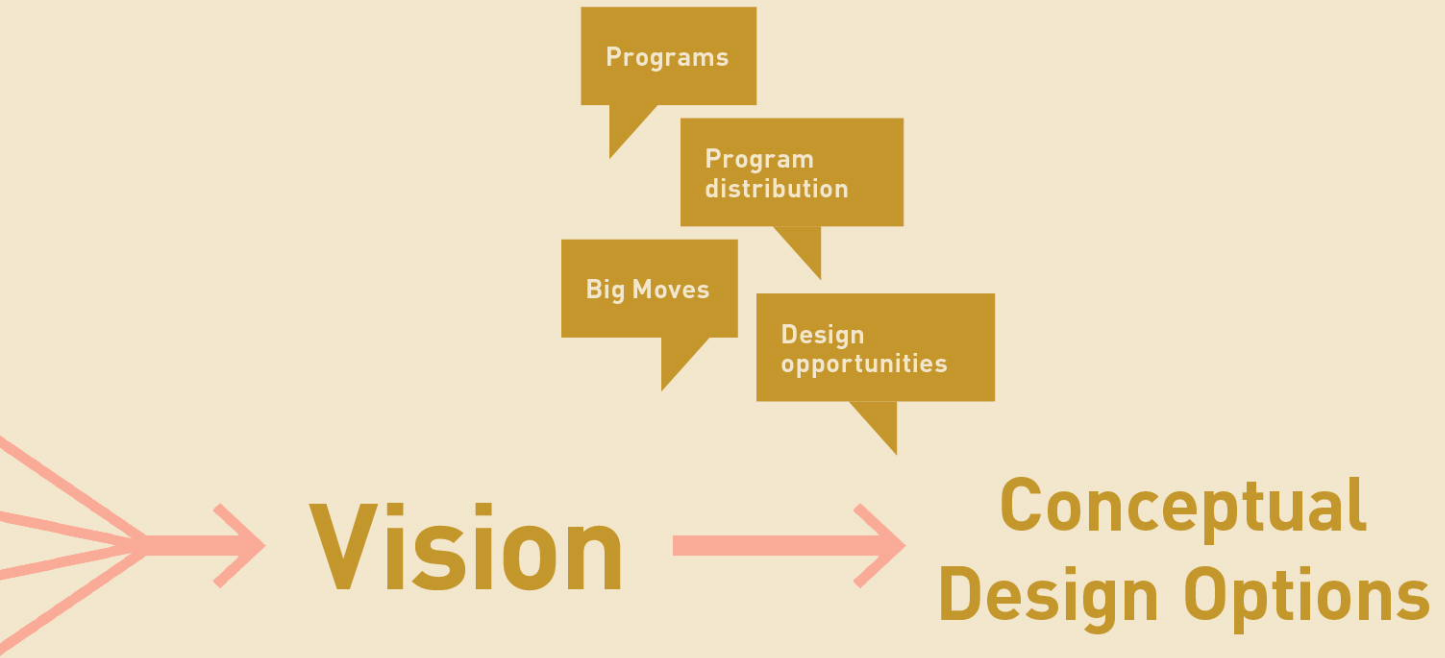 Programs
Program
distribution
Big Moves
Design
opportunities
Vision
Conceptual
Design Options